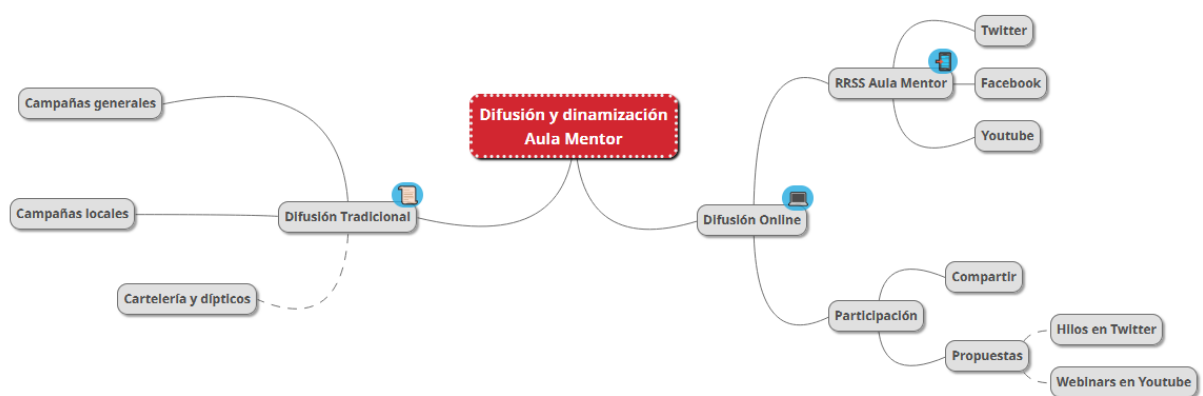 Difusión y dinamización
Aula Mentor
Difusión Tradicional
Campañas generales
Campañas locales
Cartelería y dípticos
Difusión Online
RRSS Aula Mentor
Twitter
Facebook
Youtube
Participación
Compartir
Propuestas
Hilos en Twitter
Webinars en Youtube